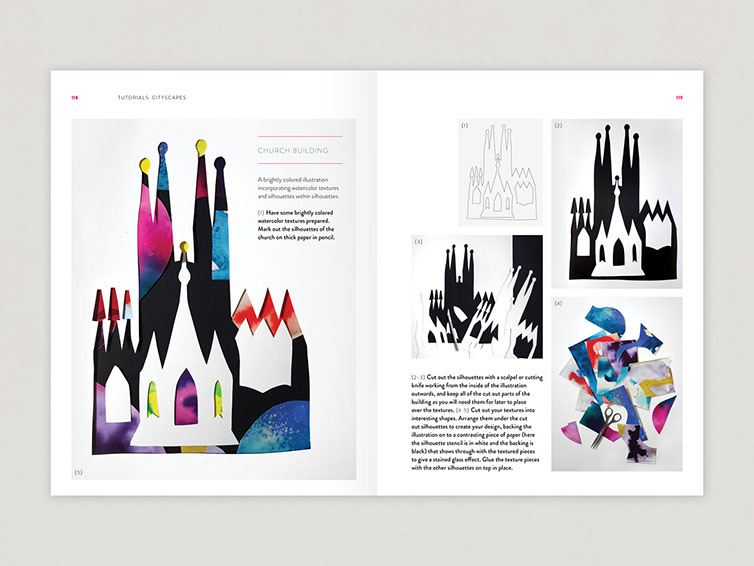 118
TUTORIALS: CITYSCAPES
CHURCH BUILDING
A brightly colored illustration
incorporating watercolor textures
and silhouettes within silhouettes.
(1) Have some brightly colored
watercolor textures prepared.
Mark out the silhouettes of the
church on thick paper in pencil.
(5)
119
(1)
(2)
(3)
(4)
(2-3) Cut out the silhouettes with a scalpel or cutting
knife working from the inside of the illustration
outwards, and keep all of the cut out parts of the
building as you will need them for later to place
over the textures. (4-5) Cut out your textures into
interesting shapes. Arrange them under the cut
out silhouettes to create your design, backing the
illustration on to a contrasting piece of paper (here
the silhouette stencil is in white and the backing is
black) that shows through with the textured pieces
to give a stained glass effect. Glue the texture pieces
with the other silhouettes on top in place.